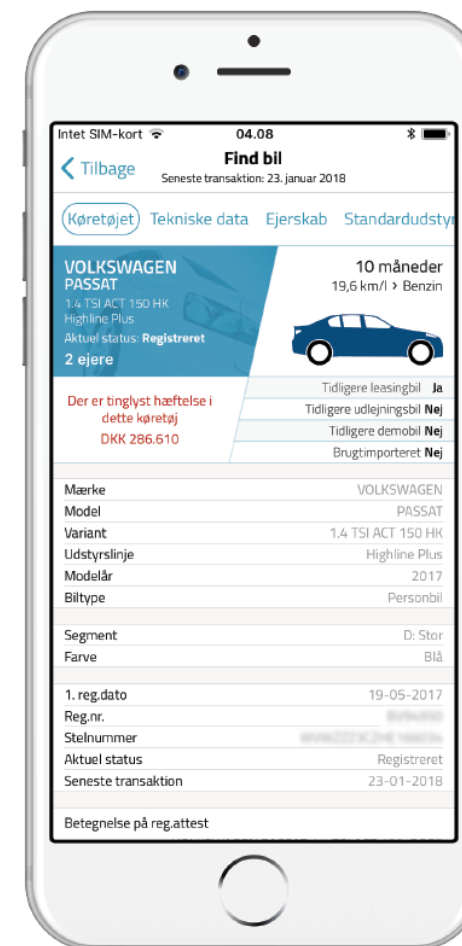 Intet SIM-kort 04.08
Tilbage
Find bil
Seneste transaktion: 23. januar 2018
Køretøjet Tekniske data Ejerskab Standardudstyr
VOLKSWAGEN
PASSAT
1.4 TSI ACT 150 HK
Highline Plus
Aktuel status: Registreret
2 ejere
10 måneder
19,6 km/l > Benzin
Der er tinglyst hæftelse i
dette køretøj
DKK 286.610
Tidligere leasingbil Ja
Tidligere udlejningsbil Nej
Tidligere demobil Nej
Brugtimporteret Nej
Mærke VOLKSWAGEN
Model PASSAT
Variant 1.4 TSI ACT 150 HK
Udstyrslinje Highline Plus
Modelår 2017
Biltype Personbil
Segment D: Stor
Farve Blå
1. reg.dato 19-05-2017
Reg.nr.
Stelnummer
Aktuel status Registreret
Seneste transaktion 23-01-2018
Betegnelse på reg.attest